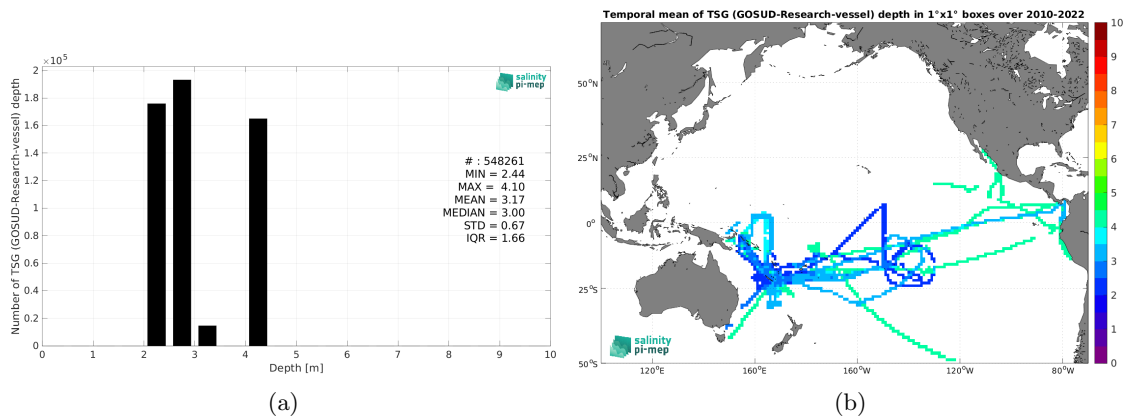 ×10⁵
2
1.8
1.6
1.4
1.2
1
0.8
0.6
0.4
0.2
0
Number of TSG (GOSUD-Research-vessel) depth
salinity
pi-mep
# : 548261
MIN = 2.44
MAX = 4.10
MEAN = 3.17
MEDIAN = 3.00
STD = 0.67
IQR = 1.66
0 1 2 3 4 5 6 7 8 9 10
Depth [m]
(a)
Temporal mean of TSG (GOSUD-Research-vessel) depth in 1°x1° boxes over 2010-2022
50°N
25°N
0°
25°S
50°S
120°E 160°E 160°W 120°W 80°W
salinity
pi-mep
10
9
8
7
6
5
4
3
2
1
0
(b)